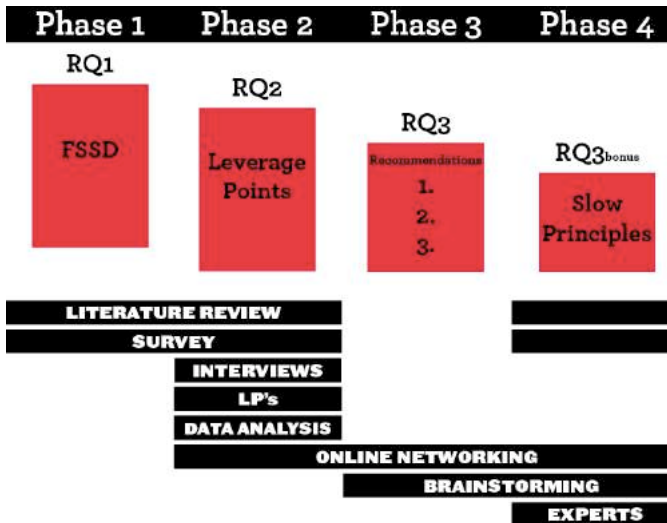 Phase 1 Phase 2 Phase 3 Phase 4
RQ1
FSSD
RQ2
Leverage
Points
RQ3
Recommendations
1.
2.
3.
RQ3bonus
Slow
Principles
LITERATURE REVIEW
SURVEY
INTERVIEWS
LP's
DATA ANALYSIS
ONLINE NETWORKING
BRAINSTORMING
EXPERTS